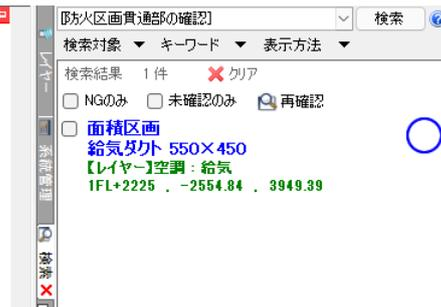 [防火区画貫通部の確認]
検索
検索対象 ▼ キーワード ▼ 表示方法 ▼
検索結果 1 件 クリア
NGのみ 未確認のみ 再確認
面積区画
給気ダクト 550×450
【レイヤー】空調：給気
1FL+2225 , -2554.84 , 3949.39
レイヤー
系統管理
検索